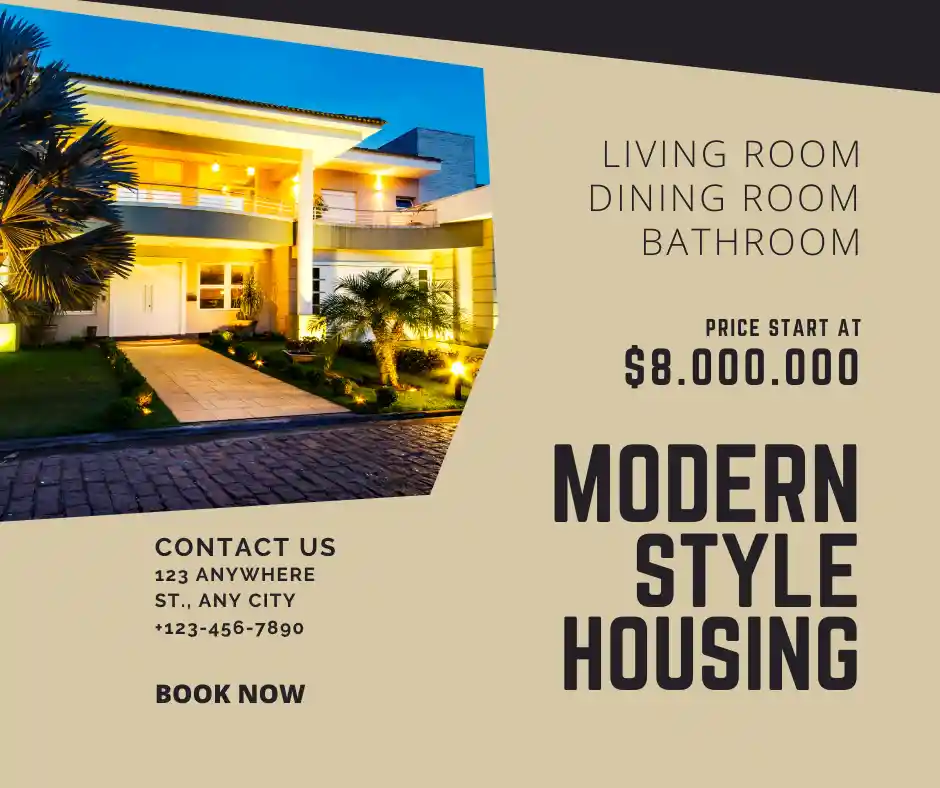 LIVING ROOM
DINING ROOM
BATHROOM
PRICE START AT
$8.000.000
MODERN
STYLE
HOUSING
CONTACT US
123 ANYWHERE
ST., ANY CITY
+123-456-7890
BOOK NOW